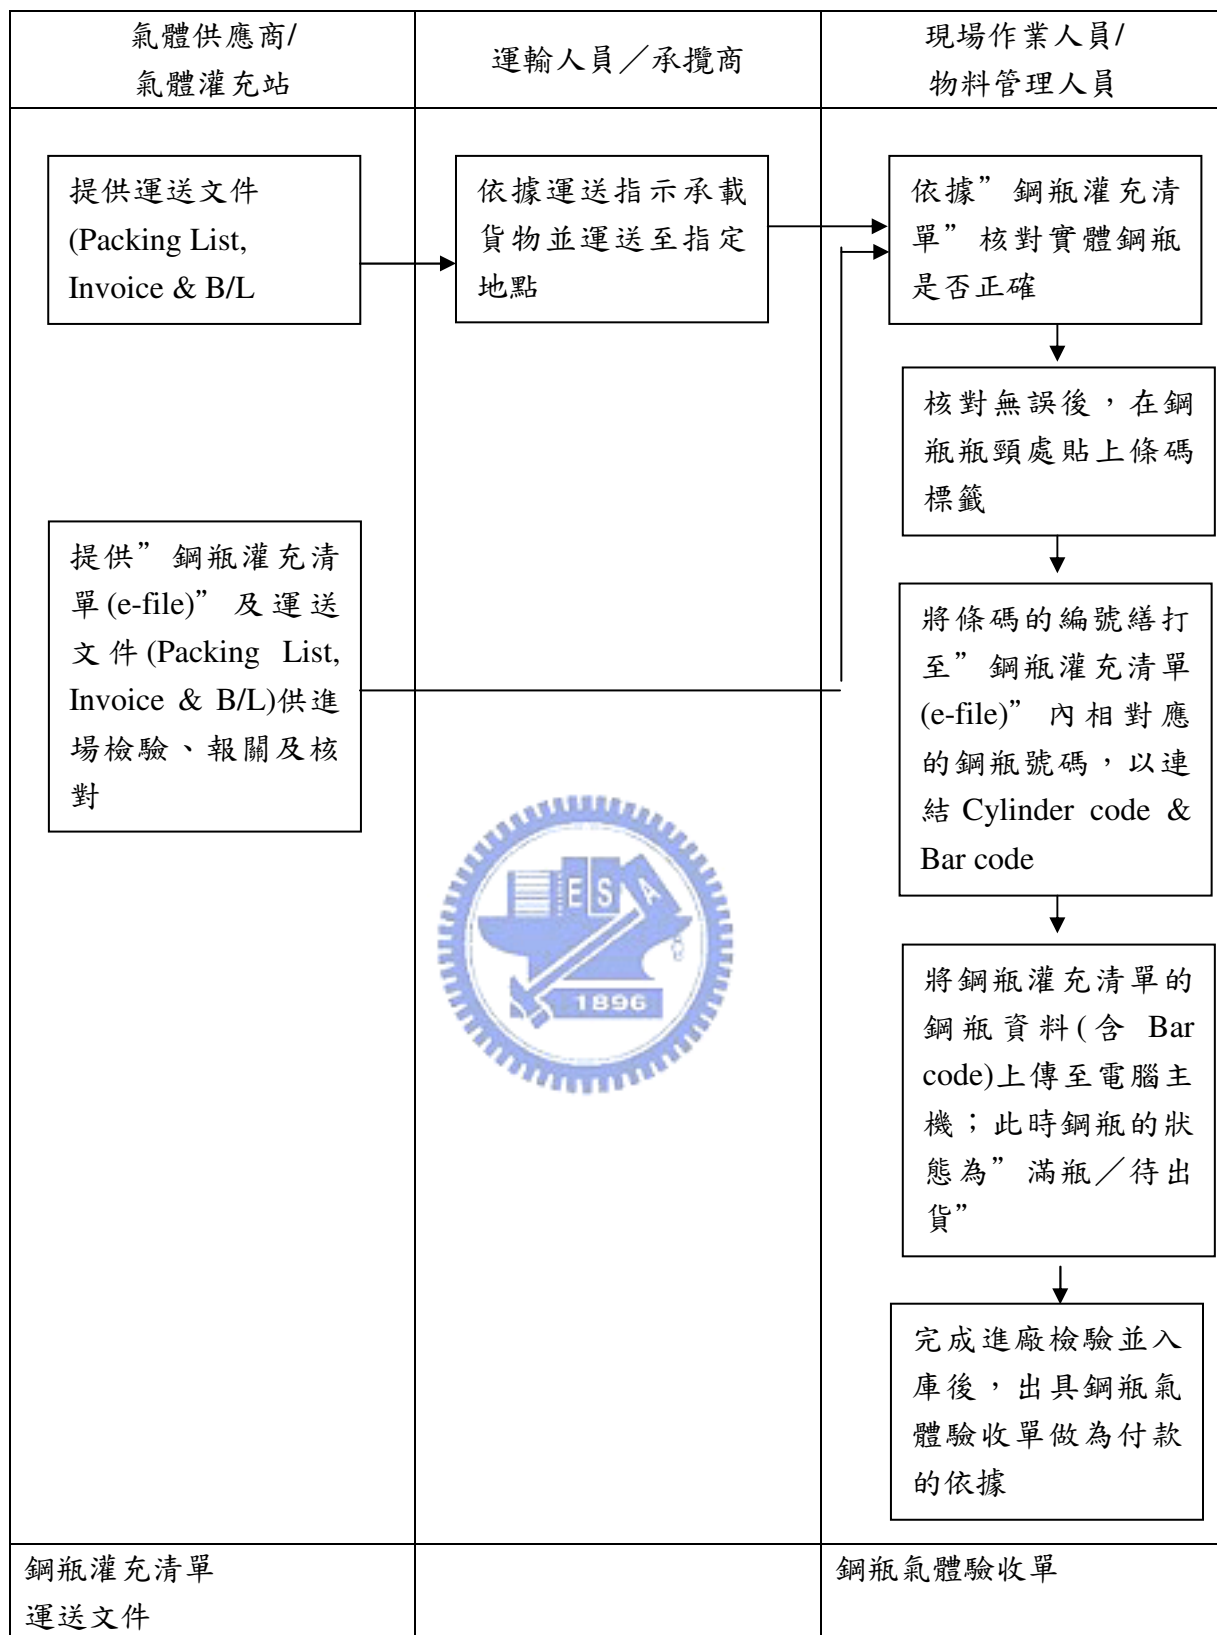 氣體供應商/
氣體灌充站
運輸人員／承攬商
現場作業人員/
物料管理人員
提供運送文件
(Packing List,
Invoice & B/L
依據運送指示承載
貨物並運送至指定
地點
依據”鋼瓶灌充清
單”核對實體鋼瓶
是否正確
核對無誤後，在鋼
瓶瓶頸處貼上條碼
標籤
提供”鋼瓶灌充清
單(e-file)”及運送
文件(Packing List,
Invoice & B/L)供進
場檢驗、報關及核
對
將條碼的編號繕打
至”鋼瓶灌充清單
(e-file)”內相對應
的鋼瓶號碼，以連
結 Cylinder code &
Bar code
ESA
1896
將鋼瓶灌充清單的
鋼瓶資料(含 Bar
code)上傳至電腦主
機；此時鋼瓶的狀
態為”滿瓶／待出
貨”
完成進廠檢驗並入
庫後，出具鋼瓶氣
體驗收單做為付款
的依據
鋼瓶灌充清單
運送文件
鋼瓶氣體驗收單